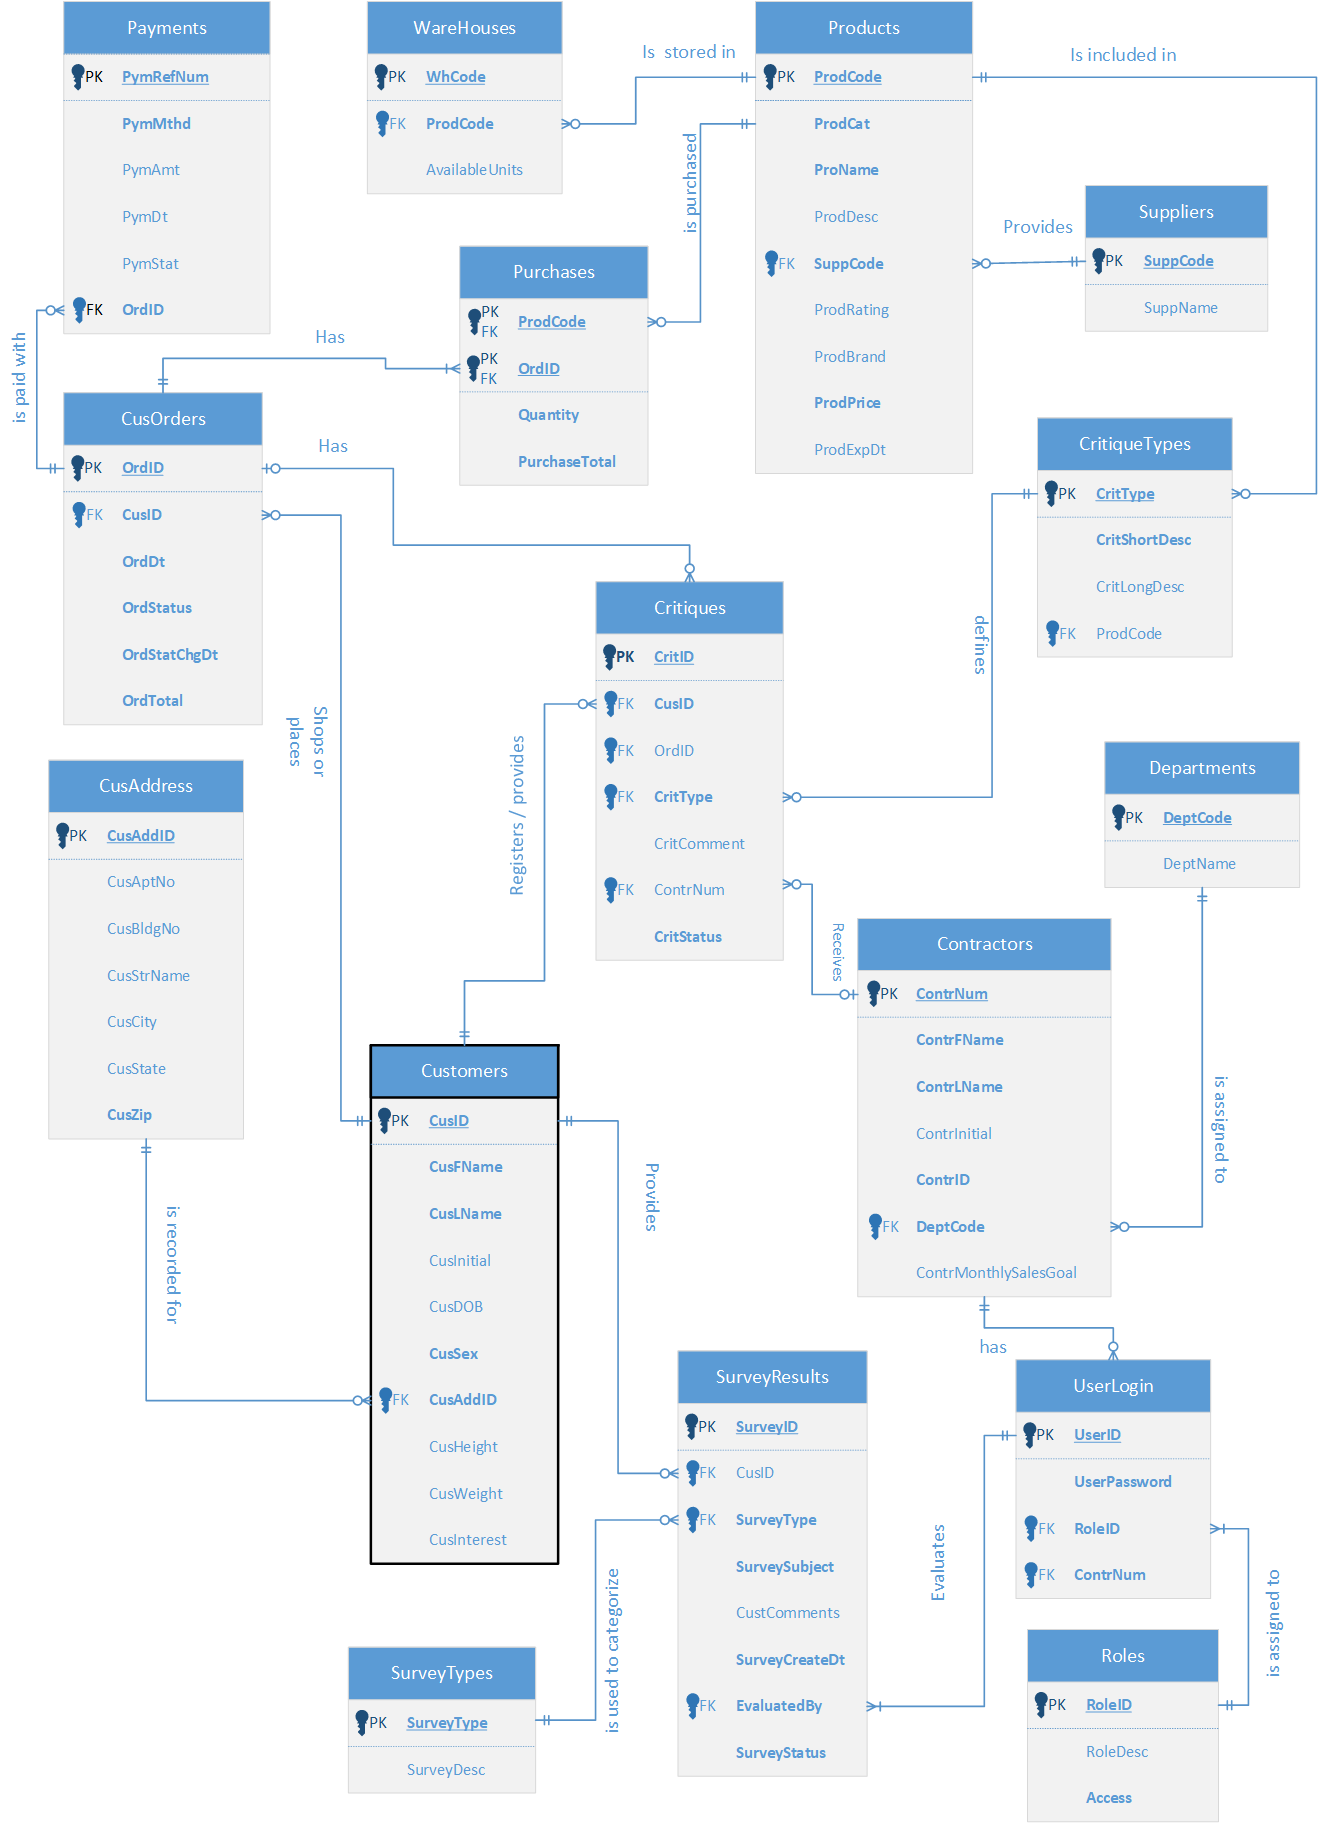 Payments
PK PymRefNum
PymMthd
PymAmt
PymDt
PymStat
FK OrdID
WareHouses
PK WhCode
FK ProdCode
AvailableUnits
Is stored in
Products
PK ProdCode
ProdCat
ProName
ProdDesc
FK SuppCode
ProdRating
ProdBrand
ProdPrice
ProdExpDt
Is included in
is purchased
Provides
Suppliers
PK SuppCode
SuppName
Purchases
PK
FK
ProdCode
PK
FK
OrdID
Quantity
PurchaseTotal
Has
is paid with
CusOrders
PK OrdID
FK CusID
OrdDt
OrdStatus
OrdStatChgDt
OrdTotal
Has
CritiqueTypes
PK CritType
CritShortDesc
CritLongDesc
FK ProdCode
defines
Critiques
PK CritID
FK CusID
FK OrdID
FK CritType
CritComment
FK ContrNum
CritStatus
Shops or
places
Registers / provides
CusAddress
PK CusAddID
CusAptNo
CusBldgNo
CusStrName
CusCity
CusState
CusZip
is recorded for
Departments
PK DeptCode
DeptName
Receives
Contractors
PK ContrNum
ContrFName
ContrLName
ContrInitial
ContrID
FK DeptCode
ContrMonthlySalesGoal
is assigned to
Customers
PK CusID
CusFName
CusLName
CusInitial
CusDOB
CusSex
FK CusAddID
CusHeight
CusWeight
CusInterest
Provides
has
SurveyResults
PK SurveyID
FK CusID
FK SurveyType
SurveySubject
CustComments
SurveyCreateDt
FK EvaluatedBy
SurveyStatus
UserLogin
PK UserID
UserPassword
FK RoleID
FK ContrNum
Evaluates
is assigned to
is used to categorize
SurveyTypes
PK SurveyType
SurveyDesc
Roles
PK RoleID
RoleDesc
Access